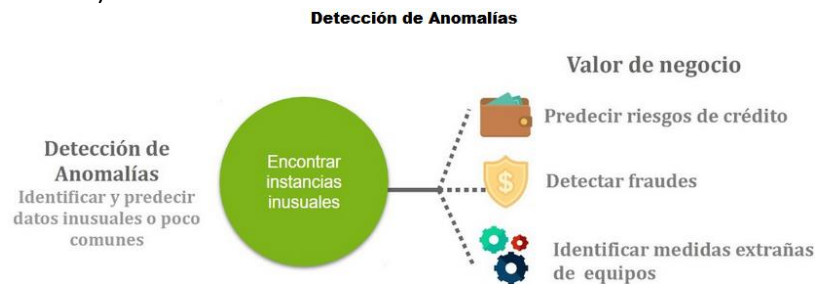 Detección de Anomalías
Valor de negocio
Detección de
Anomalías
Identificar y predecir
datos inusuales o poco
comunes
Encontrar
instancias
inusuales
Predecir riesgos de crédito
$
Detectar fraudes
Identificar medidas extrañas
de equipos